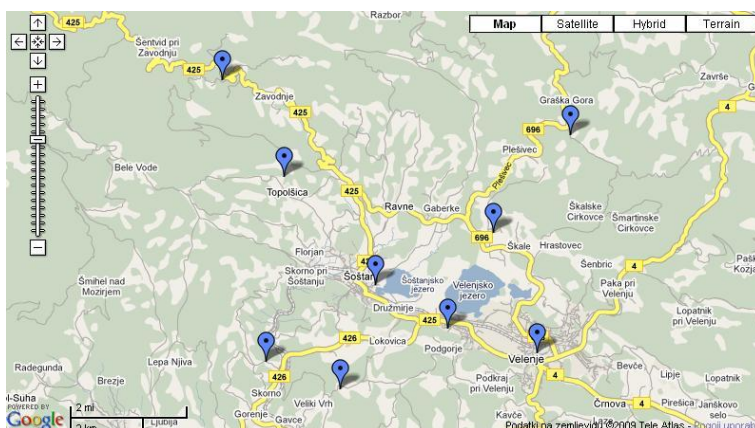 425
Razbor
Map Satellite Hybrid Terrain
Šentvid pri
Zavodnju
425
Završe
Zavodnje
Graška Gora
425
4
696
Plešivec
Plešivec
Bele Vode
Topolšica
425
Ravne
Gaberke
Škalske
Cirkovce
Šmartinske
Cirkovce
696
Škale
Hrastovec
Florjan
Skorno pri
Šoštanju
Šenbric
4
Šmihel nad
Mozirjem
Šoštanjsko
jezero
Velenjsko
jezero
Paka pri
Velenju
Družmirje
425
Lopatnik
pri Velenju
426
Lokovica
Podgorje
Velenje
Radegunda
Lepa Njiva
Bevče
Lipje
Brezje
426
Skorno
Podkraj
pri Velenju
Lopatnik
4
Črnova
Pirešica
Janškovo
selo
Veliki Vrh
2 mi
Gorenje
Gavce
Kavče
POWERED BY
Google
Ljubija
2 km
Podatki na zemljevidu ©2009 Tele Atlas - Pogoji uporab